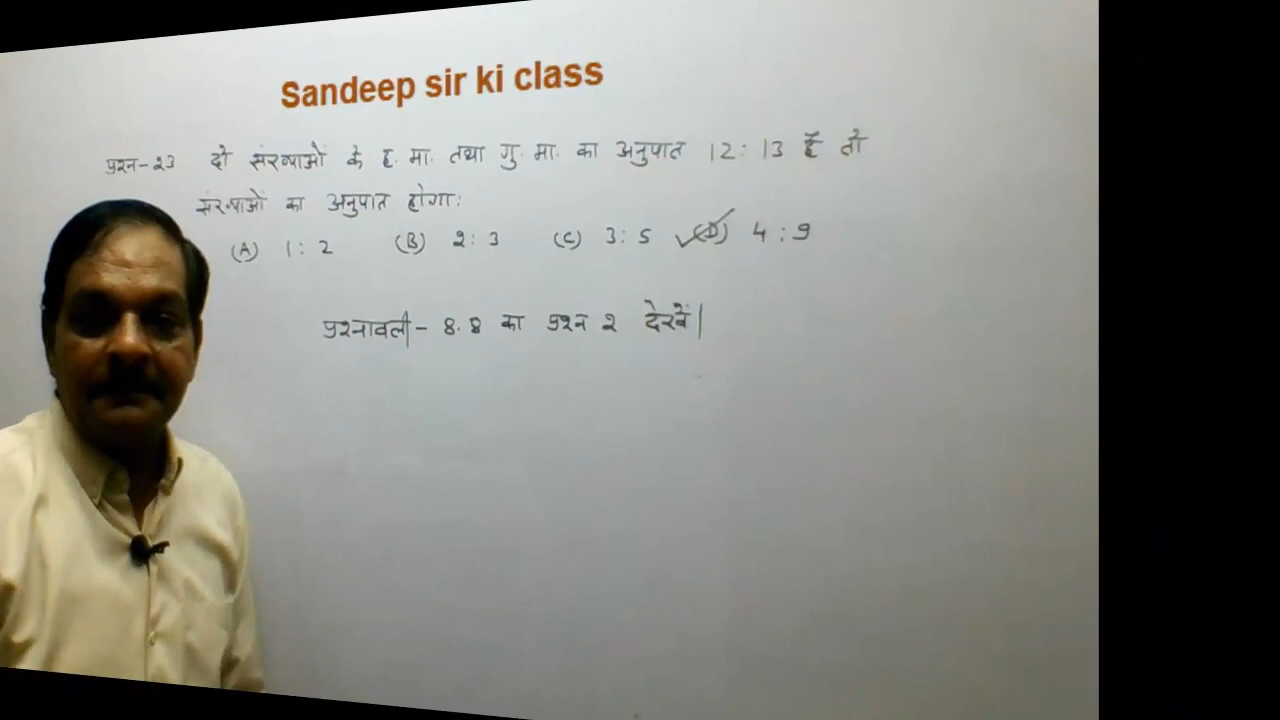 Sandeep sir ki class
प्रश्न-23 दो संख्याओं के ह. मा. तथा गु. मा. का अनुपात 12:13 है तो
संख्याओं का अनुपात होगा:
(A) 1:2 (B) 2:3 (C) 3:5 (D) 4:9
प्रश्नावली-8.8 का प्रश्न 2 देखें|